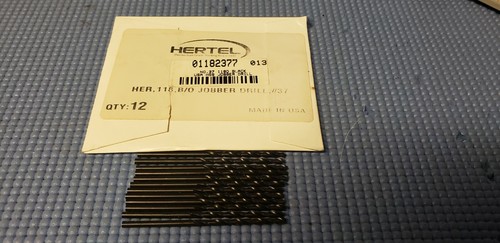 HERTEL
01182377 013
HER,118,B/O JOBBER DRILL,#37
QTY: 12
MADE IN USA